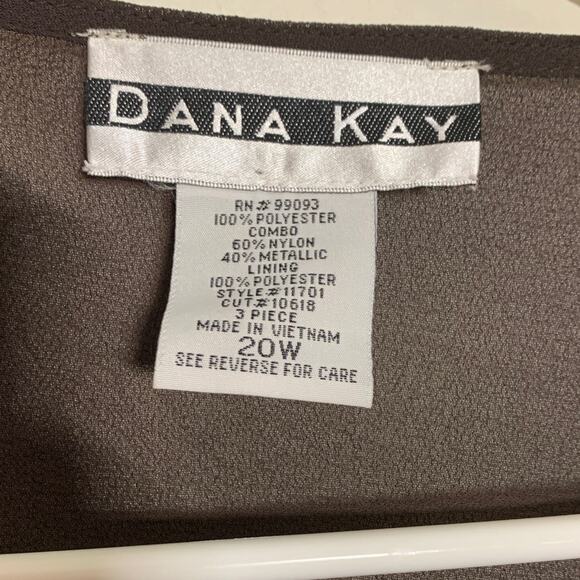 DANA KAY
RN# 99093
100% POLYESTER
COMBO
60% NYLON
40% METALLIC
LINING
100% POLYESTER
STYLE#11701
CUT#10618
3 PIECE
MADE IN VIETNAM
20W
SEE REVERSE FOR CARE